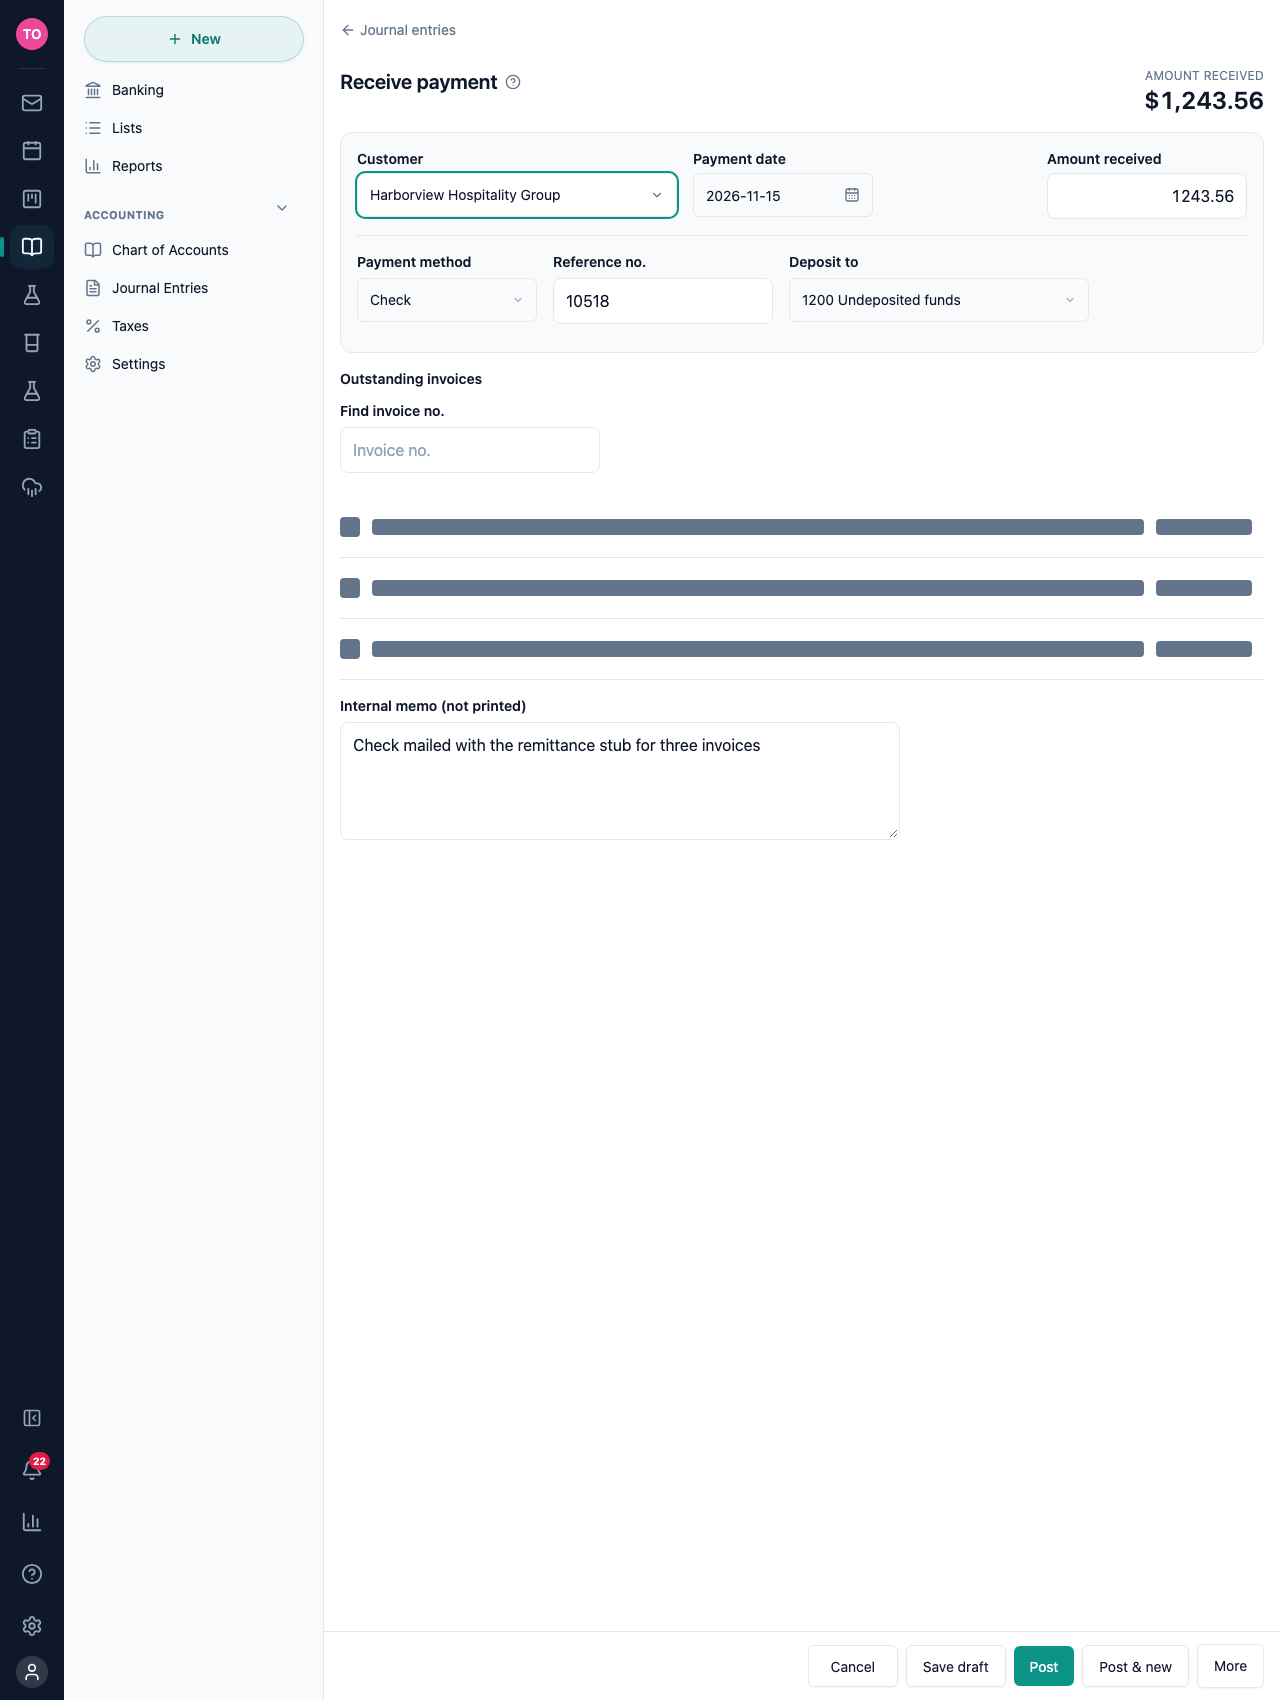 TO
New
Banking
Lists
Reports
ACCOUNTING
Chart of Accounts
Journal Entries
Taxes
Settings
22
Journal entries
Receive payment
AMOUNT RECEIVED
$1,243.56
Customer
Payment date
Amount received
Harborview Hospitality Group
2026-11-15
1243.56
Payment method
Reference no.
Deposit to
Check
10518
1200 Undeposited funds
Outstanding invoices
Find invoice no.
Invoice no.
Internal memo (not printed)
Check mailed with the remittance stub for three invoices
Cancel
Save draft
Post
Post & new
More